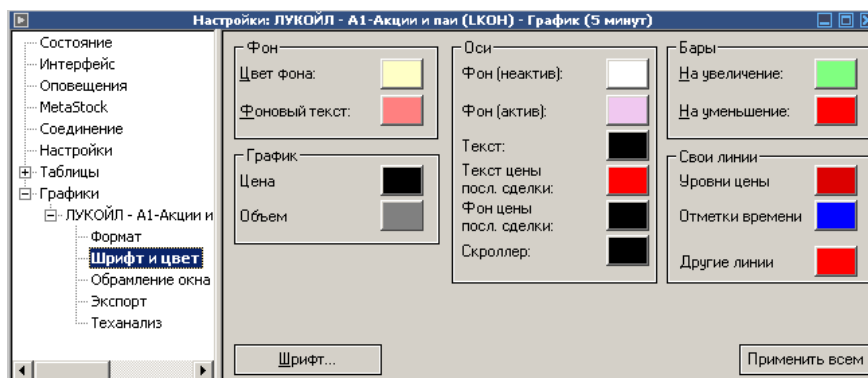 Настройки: ЛУКОЙЛ - А1-Акции и паи (LKOH) - График (5 минут)
Состояние
Интерфейс
Оповещения
MetaStock
Соединение
Настройки
Таблицы
Графики
ЛУКОЙЛ - А1-Акции и
Формат
Шрифт и цвет
Обрамление окна
Экспорт
Теханализ
Фон
Цвет фона:
Фоновый текст:
График
Цена
Объем
Оси
Фон (неактив):
Фон (актив):
Текст:
Текст цены
посл. сделки:
Фон цены
посл. сделки:
Скроллер:
Бары
На увеличение:
На уменьшение:
Свои линии
Уровни цены
Отметки времени
Другие линии
Шрифт...
Применить всем